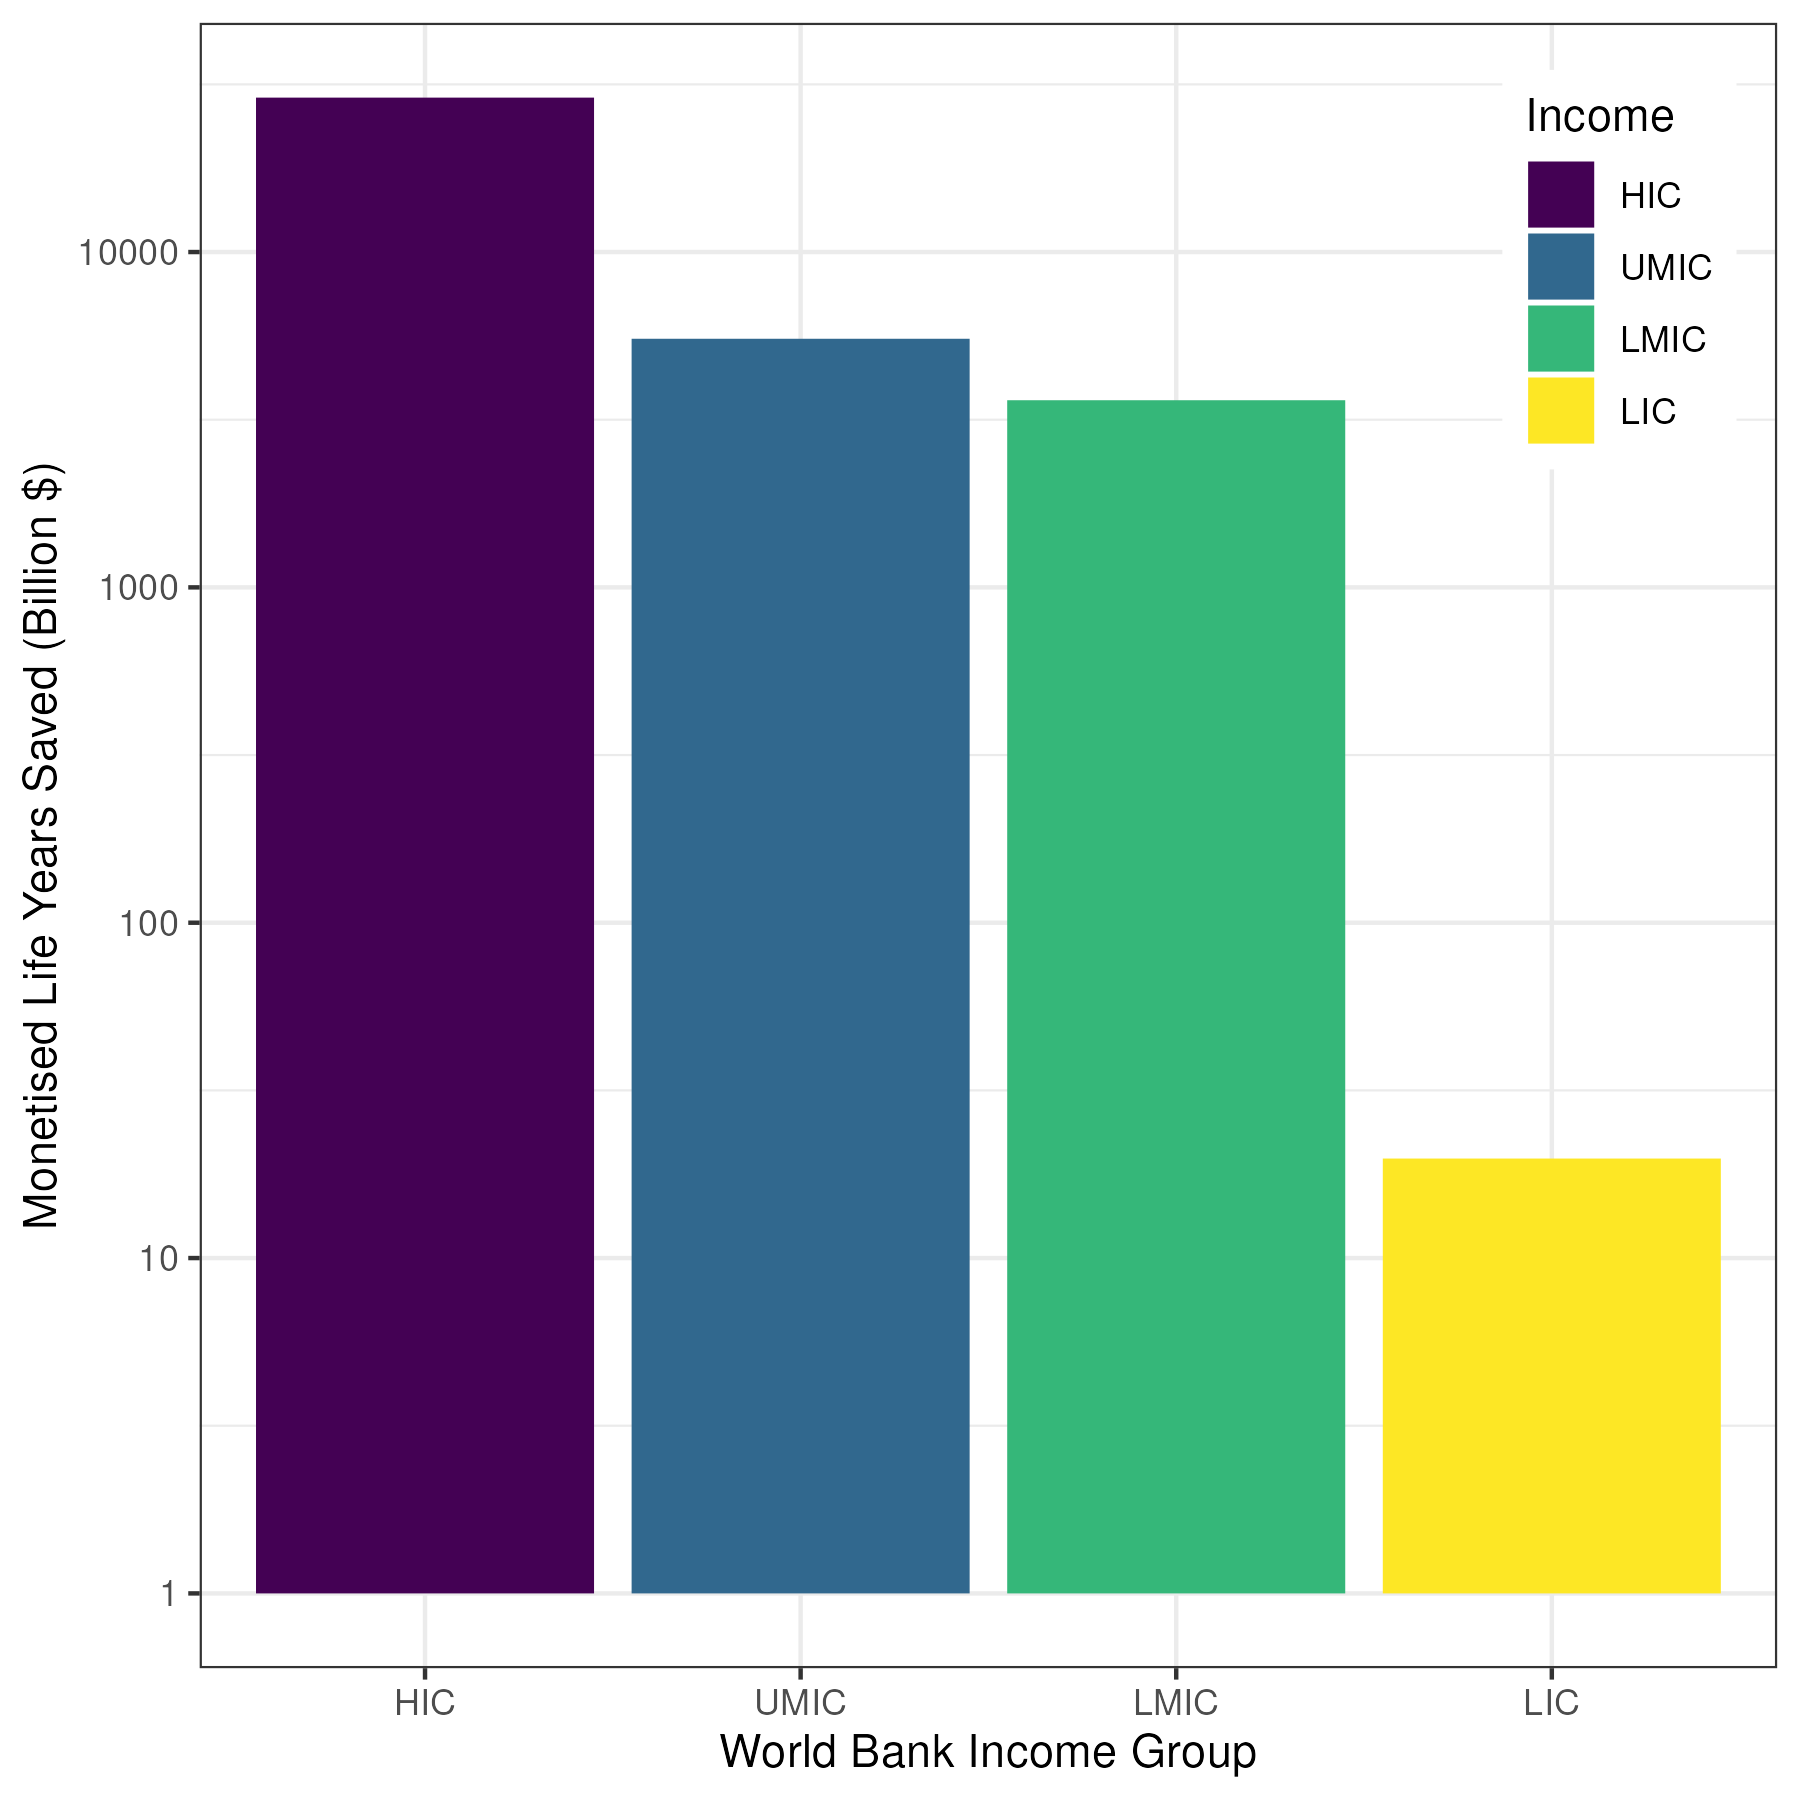 Monetised Life Years Saved (Billion $)
10000
1000
100
10
1
Income
HIC
UMIC
LMIC
LIC
HIC UMIC LMIC LIC
World Bank Income Group